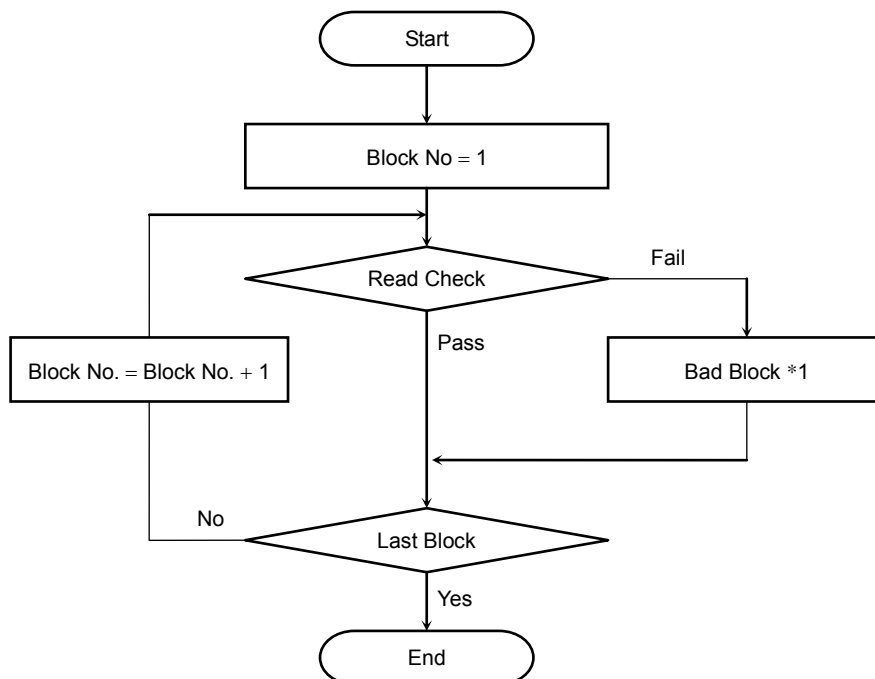 Start
Block No = 1
Read Check
Fail
Pass
Block No. = Block No. + 1
Bad Block *1
No
Last Block
Yes
End